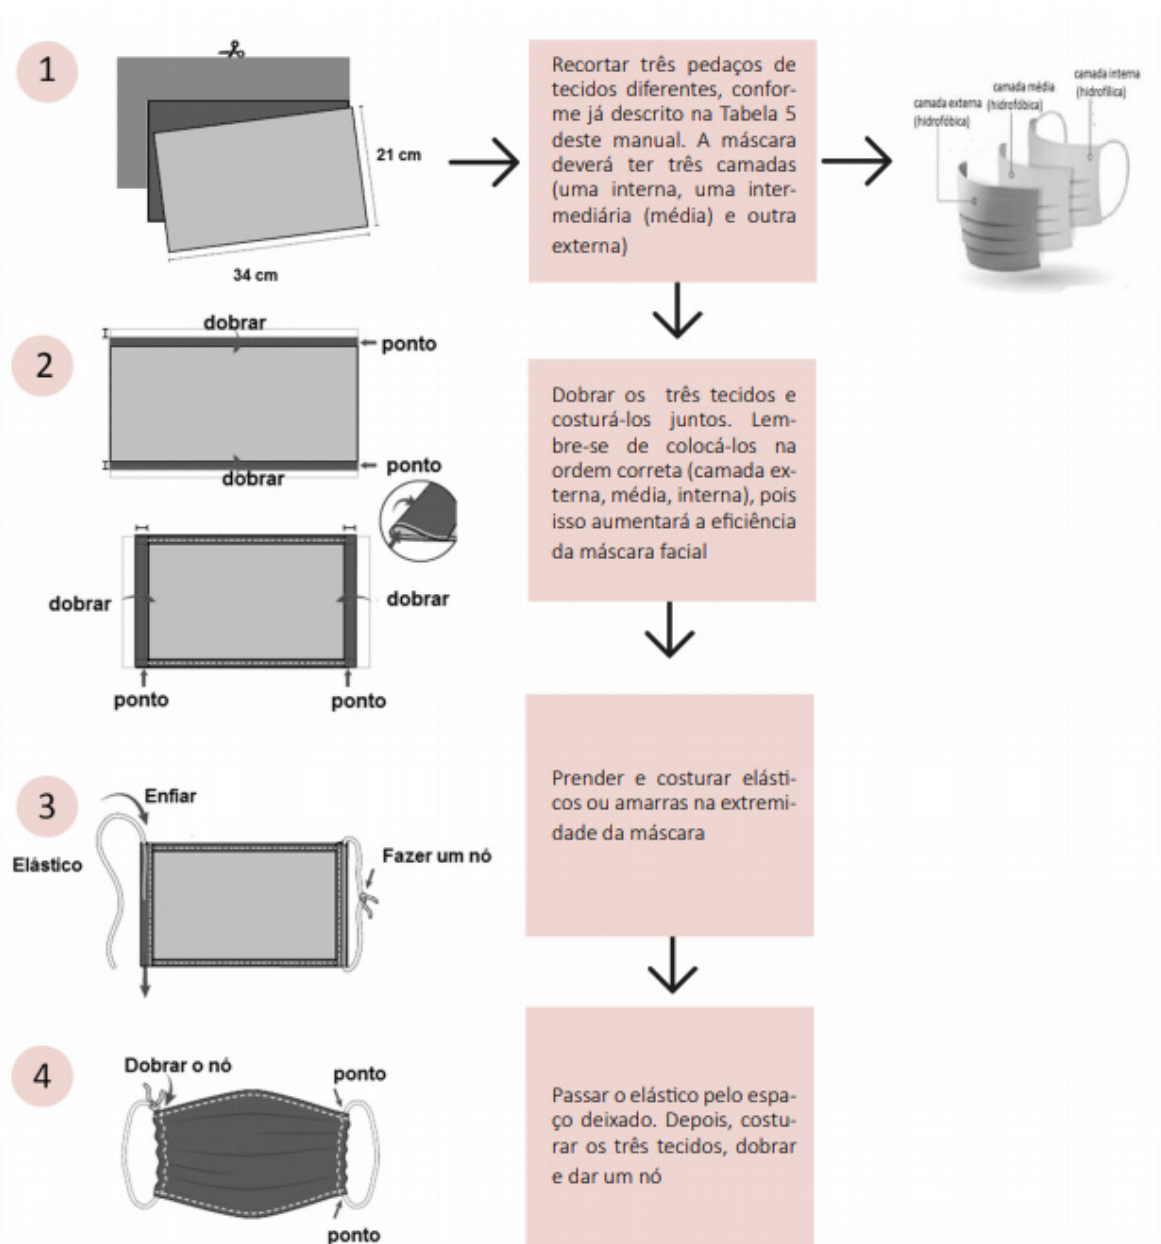 1
21 cm
34 cm
Recortar três pedaços de
tecidos diferentes, confor-
me já descrito na Tabela 5
deste manual. A máscara
deverá ter três camadas
(uma interna, uma inter-
mediária (média) e outra
externa)
camada externa
(hidrofóbica)
camada média
(hidrofóbica)
camada interna
(hidrofílica)
2
dobrar
ponto
ponto
dobrar
dobrar
dobrar
ponto
ponto
Dobrar os três tecidos e
costurá-los juntos. Lem-
bre-se de colocá-los na
ordem correta (camada ex-
terna, média, interna), pois
isso aumentará a eficiência
da máscara facial
3
Enfiar
Elástico
Fazer um nó
Prender e costurar elásti-
cos ou amarras na extremi-
dade da máscara
4
Dobrar o nó
ponto
ponto
Passar o elástico pelo espa-
ço deixado. Depois, costu-
rar os três tecidos, dobrar
e dar um nó